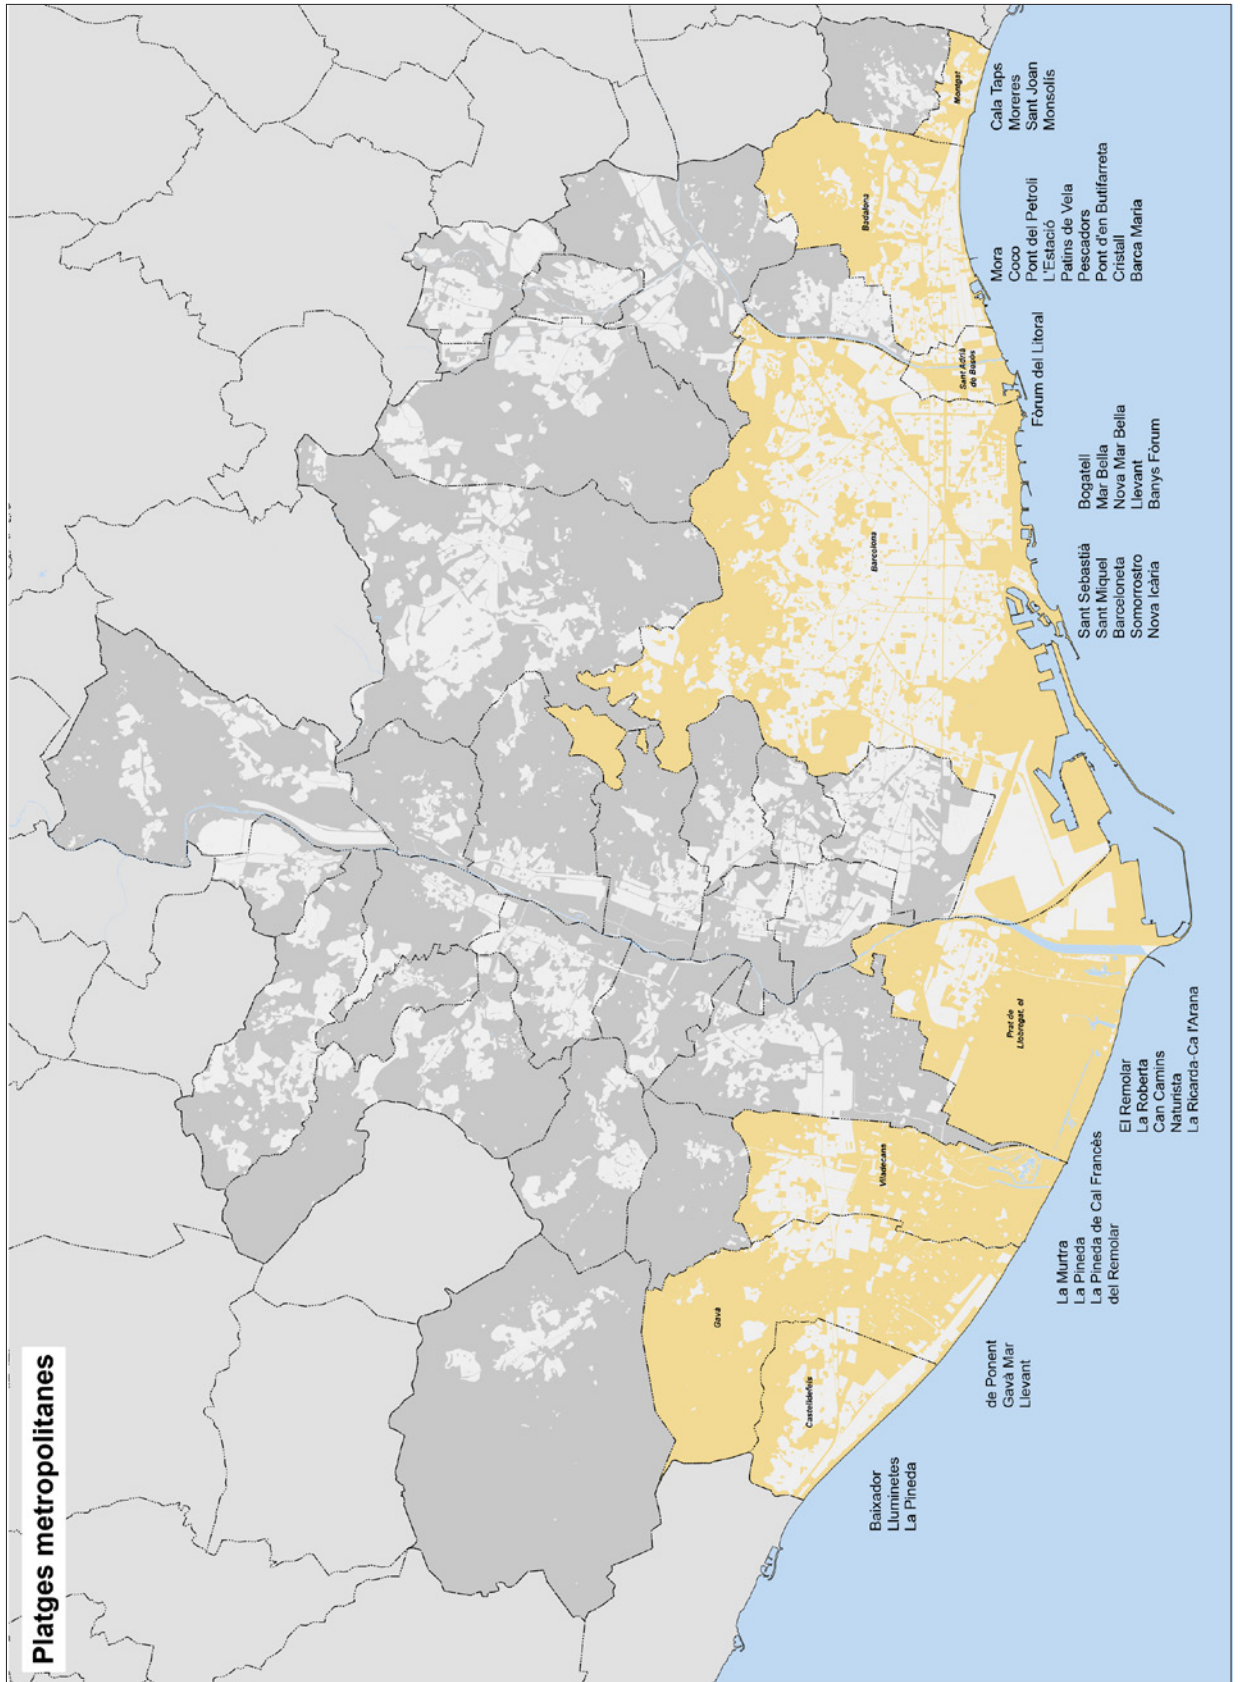 Platges metropolitanes
Gavà
Castelldefels
Viladecans
Prat de
Llobregat, el
Barcelona
Sant Adrià
de Besòs
Badalona
Montgat
Baixador
Lluminetes
La Pineda
de Ponent
Gavà Mar
Llevant
La Murtra
La Pineda
La Pineda de Cal Francès
del Remolar
El Remolar
La Roberta
Can Camins
Naturista
La Ricarda-Ca l'Arana
Sant Sebastià
Sant Miquel
Barceloneta
Somorrostro
Nova Icària
Bogatell
Mar Bella
Nova Mar Bella
Llevant
Banys Fòrum
Fòrum del Litoral
Mora
Coco
Pont del Petroli
L'Estació
Patins de Vela
Pescadors
Pont d'en Butifarreta
Cristall
Barca Maria
Cala Taps
Moreres
Sant Joan
Monsolís